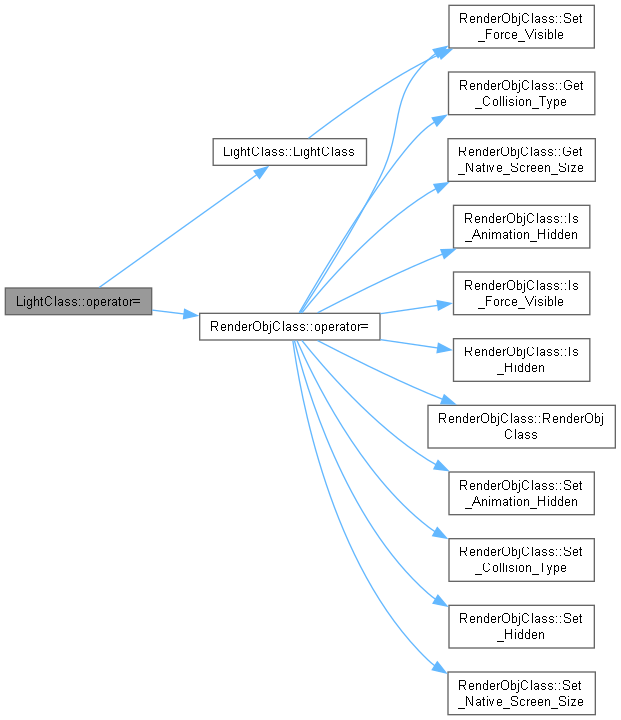 RenderObjClass::Set
_Force_Visible
RenderObjClass::Get
_Collision_Type
LightClass::LightClass
RenderObjClass::Get
_Native_Screen_Size
RenderObjClass::Is
_Animation_Hidden
LightClass::operator=
RenderObjClass::operator=
RenderObjClass::Is
_Force_Visible
RenderObjClass::Is
_Hidden
RenderObjClass::RenderObj
Class
RenderObjClass::Set
_Animation_Hidden
RenderObjClass::Set
_Collision_Type
RenderObjClass::Set
_Hidden
RenderObjClass::Set
_Native_Screen_Size